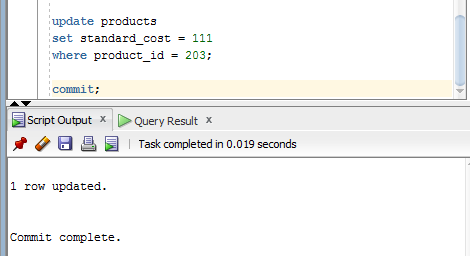 update products
set standard_cost = 111
where product_id = 203;
commit;
Script Output x Query Result x
Task completed in 0.019 seconds
1 row updated.
Commit complete.